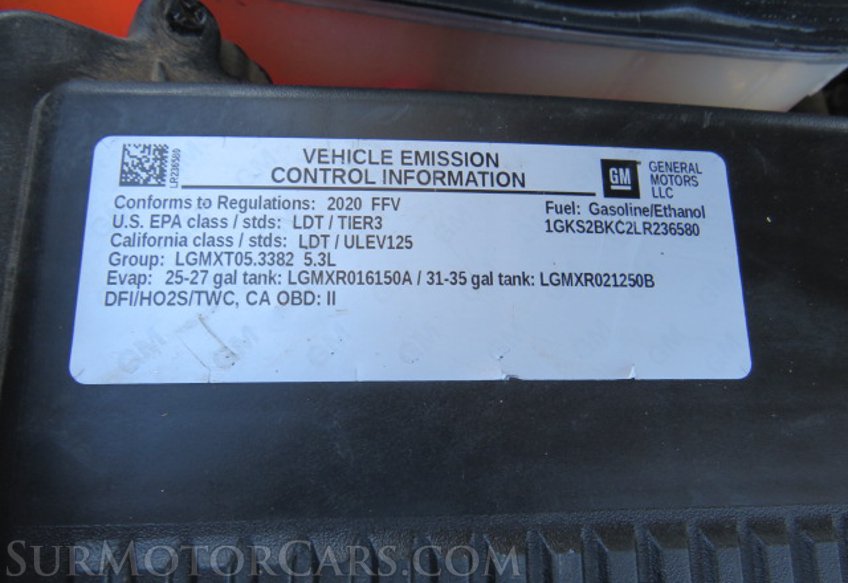 LR236580
VEHICLE EMISSION
CONTROL INFORMATION
GM
GENERAL
MOTORS
LLC
Conforms to Regulations: 2020 FFV
Fuel: Gasoline/Ethanol
U.S. EPA class / stds: LDT / TIER3
1GKS2BKC2LR236580
California class / stds: LDT / ULEV125
Group: LGMXT05.3382 5.3L
Evap: 25-27 gal tank: LGMXR016150A / 31-35 gal tank: LGMXR021250B
DFI/HO2S/TWC, CA OBD: II
SurMotorCars.com